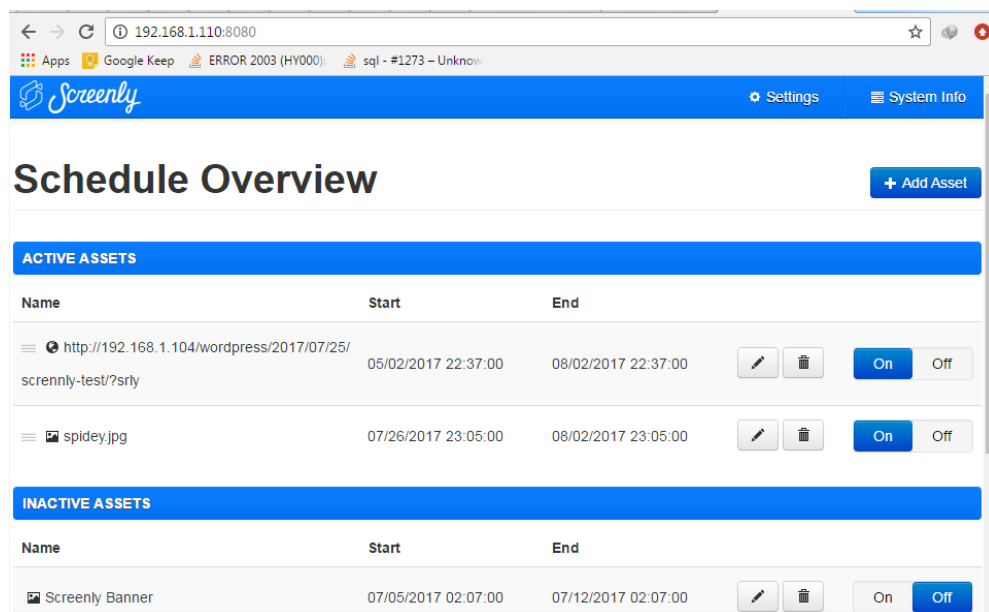 192.168.1.110:8080
Apps Google Keep ERROR 2003 (HY000): sql - #1273 – Unknow
Screenly Settings System Info
Schedule Overview
+ Add Asset
ACTIVE ASSETS
Name Start End
http://192.168.1.104/wordpress/2017/07/25/
scrennly-test/?srly
05/02/2017 22:37:00 08/02/2017 22:37:00 On Off
spidey.jpg 07/26/2017 23:05:00 08/02/2017 23:05:00 On Off
INACTIVE ASSETS
Name Start End
Screenly Banner 07/05/2017 02:07:00 07/12/2017 02:07:00 On Off